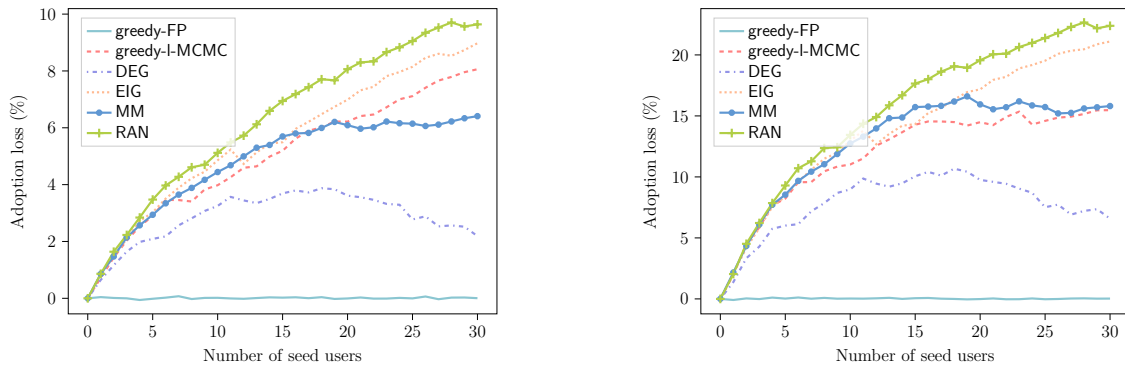 10
8
6
4
2
0
Adoption loss (%)
greedy-FP
greedy-I-MCMC
DEG
EIG
MM
RAN
0 5 10 15 20 25 30
Number of seed users
20
15
10
5
0
Adoption loss (%)
greedy-FP
greedy-I-MCMC
DEG
EIG
MM
RAN
0 5 10 15 20 25 30
Number of seed users